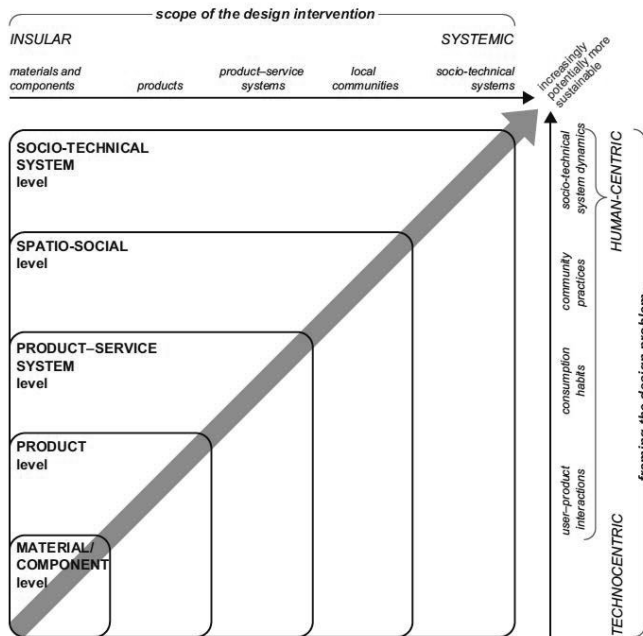 scope of the design intervention
INSULAR
SYSTEMIC
materials and
components
products
product–service
systems
local
communities
socio-technical
systems
increasingly
potentially more
sustainable
SOCIO-TECHNICAL
SYSTEM
level
SPATIO-SOCIAL
level
PRODUCT–SERVICE
SYSTEM
level
PRODUCT
level
MATERIAL/
COMPONENT
level
socio-technical
system dynamics
community
practices
consumption
habits
user–product
interactions
HUMAN-CENTRIC
TECHNOCENTRIC
framing the design problem